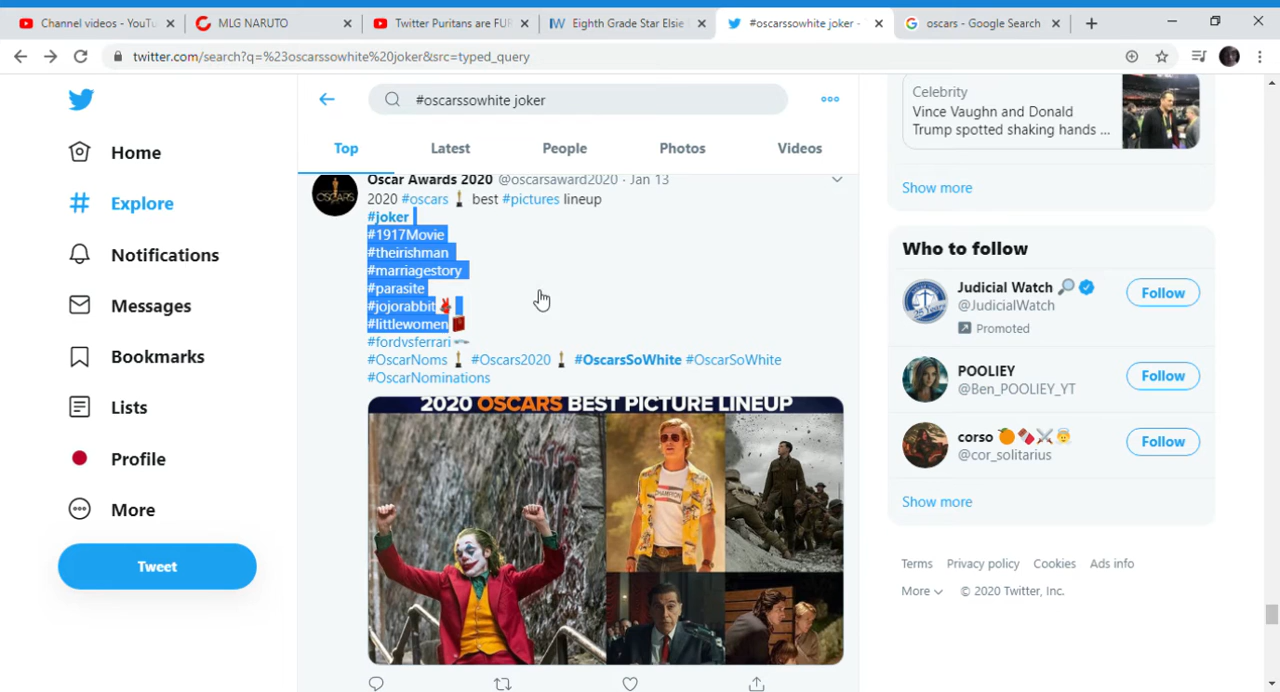 Channel videos - YouTu
MLG NARUTO
Twitter Puritans are FUR
Eighth Grade Star Elsie
#oscarssowhite joker -
oscars - Google Search
twitter.com/search?q=%23oscarssowhite%20joker&src=typed_query
Home
Explore
Notifications
Messages
Bookmarks
Lists
Profile
More
Tweet
#oscarssowhite joker
Top
Latest
People
Photos
Videos
Oscar Awards 2020 @oscarsaward2020 · Jan 13
2020 #oscars best #pictures lineup
#joker
#1917Movie
#theirishman
#marriagestory
#parasite
#jojorabbit
#littlewomen
#fordvsferrari
#OscarNoms #Oscars2020 #OscarsSoWhite #OscarSoWhite
#OscarNominations
2020 OSCARS BEST PICTURE LINEUP
CHAMPION
Celebrity
Vince Vaughn and Donald
Trump spotted shaking hands ...
Show more
Who to follow
Judicial Watch
@JudicialWatch
Promoted
Follow
POOLIEY
@Ben_POOLIEY_YT
Follow
corso
@cor_solitarius
Follow
Show more
Terms Privacy policy Cookies Ads info
More © 2020 Twitter, Inc.